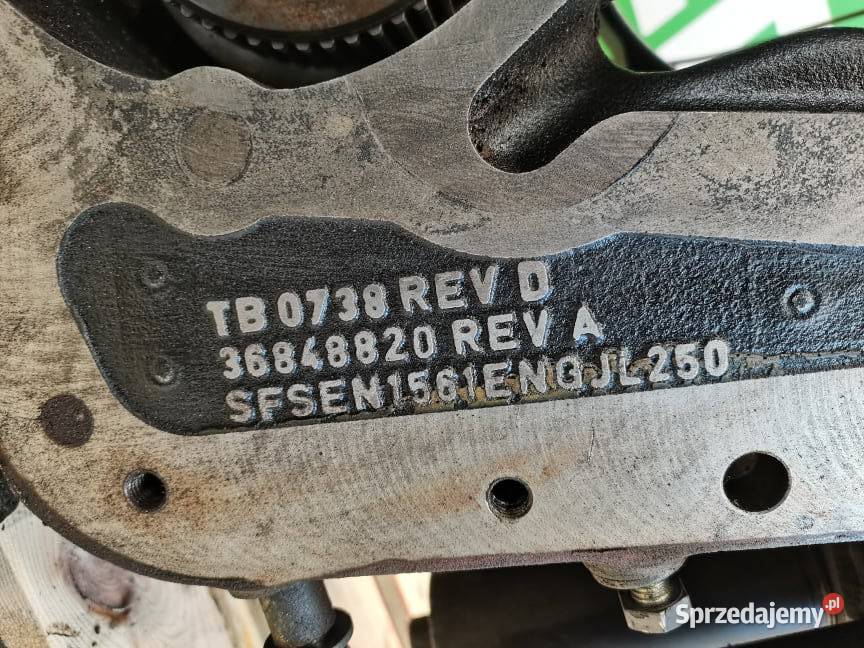 TB 0738 REV D
36848820 REV A
SFSEN1561ENGJL250
Sprzedajemy.pl